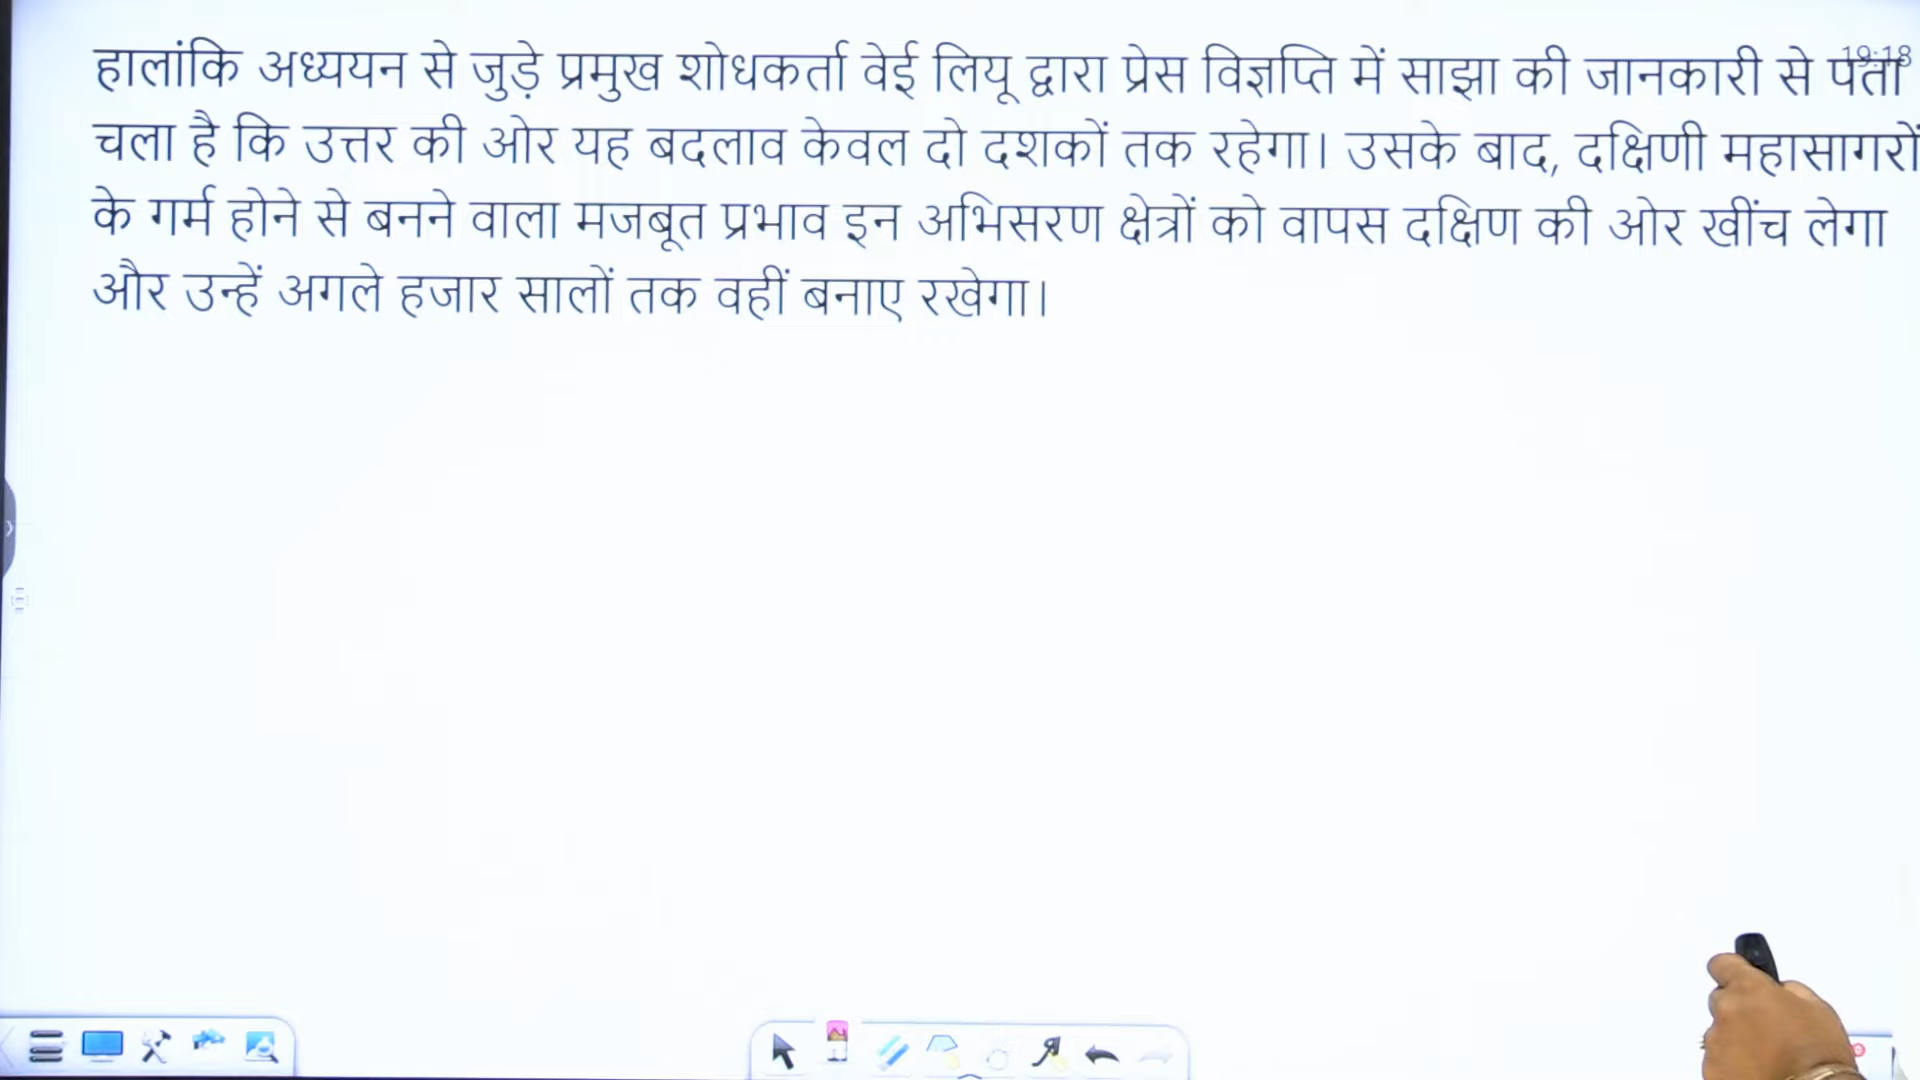 हालांकि अध्ययन से जुड़े प्रमुख शोधकर्ता वेई लियू द्वारा प्रेस विज्ञप्ति में साझा की जानकारी से पता
19:18
चला है कि उत्तर की ओर यह बदलाव केवल दो दशकों तक रहेगा। उसके बाद, दक्षिणी महासागरों
के गर्म होने से बनने वाला मजबूत प्रभाव इन अभिसरण क्षेत्रों को वापस दक्षिण की ओर खींच लेगा
और उन्हें अगले हजार सालों तक वहीं बनाए रखेगा।